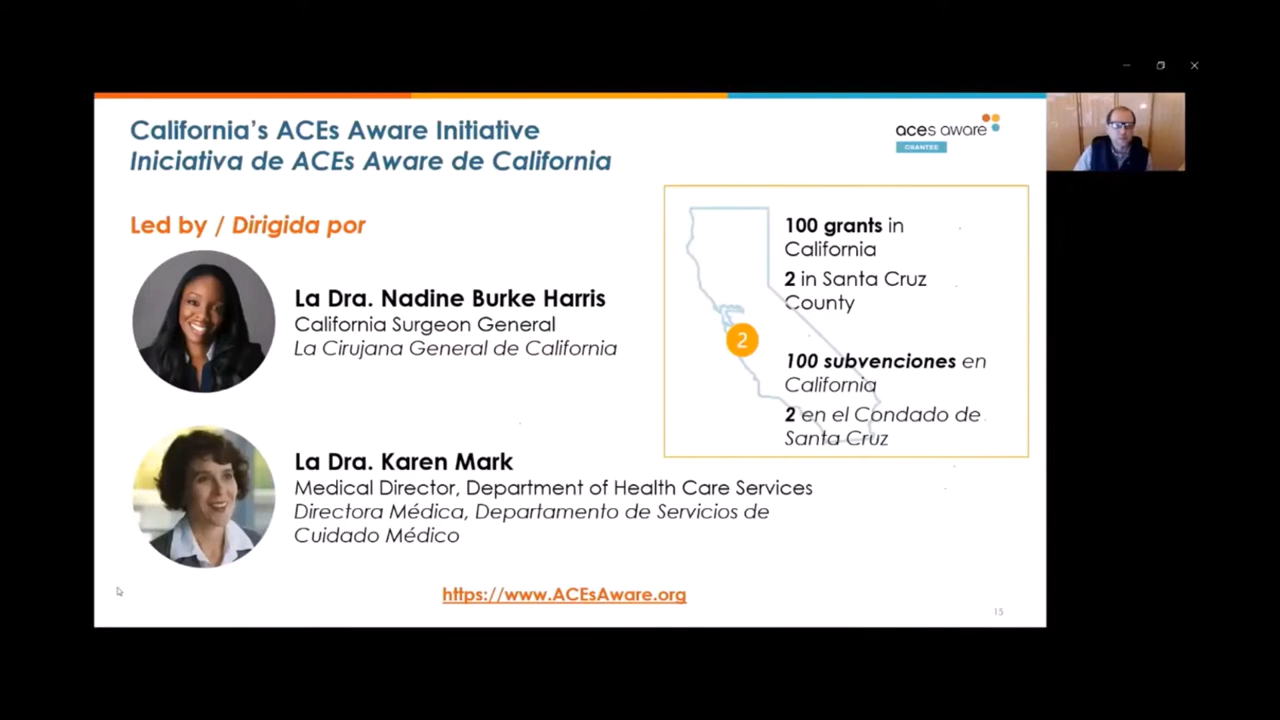 California's ACEs Aware Initiative
Iniciativa de ACEs Aware de California
aces aware
GRANTEE
Led by / Dirigida por
La Dra. Nadine Burke Harris
California Surgeon General
La Cirujana General de California
100 grants in
California
2 in Santa Cruz
County
2
100 subvenciones en
California
2 en el Condado de
Santa Cruz
La Dra. Karen Mark
Medical Director, Department of Health Care Services
Directora Médica, Departamento de Servicios de
Cuidado Médico
https://www.ACEsAware.org
15